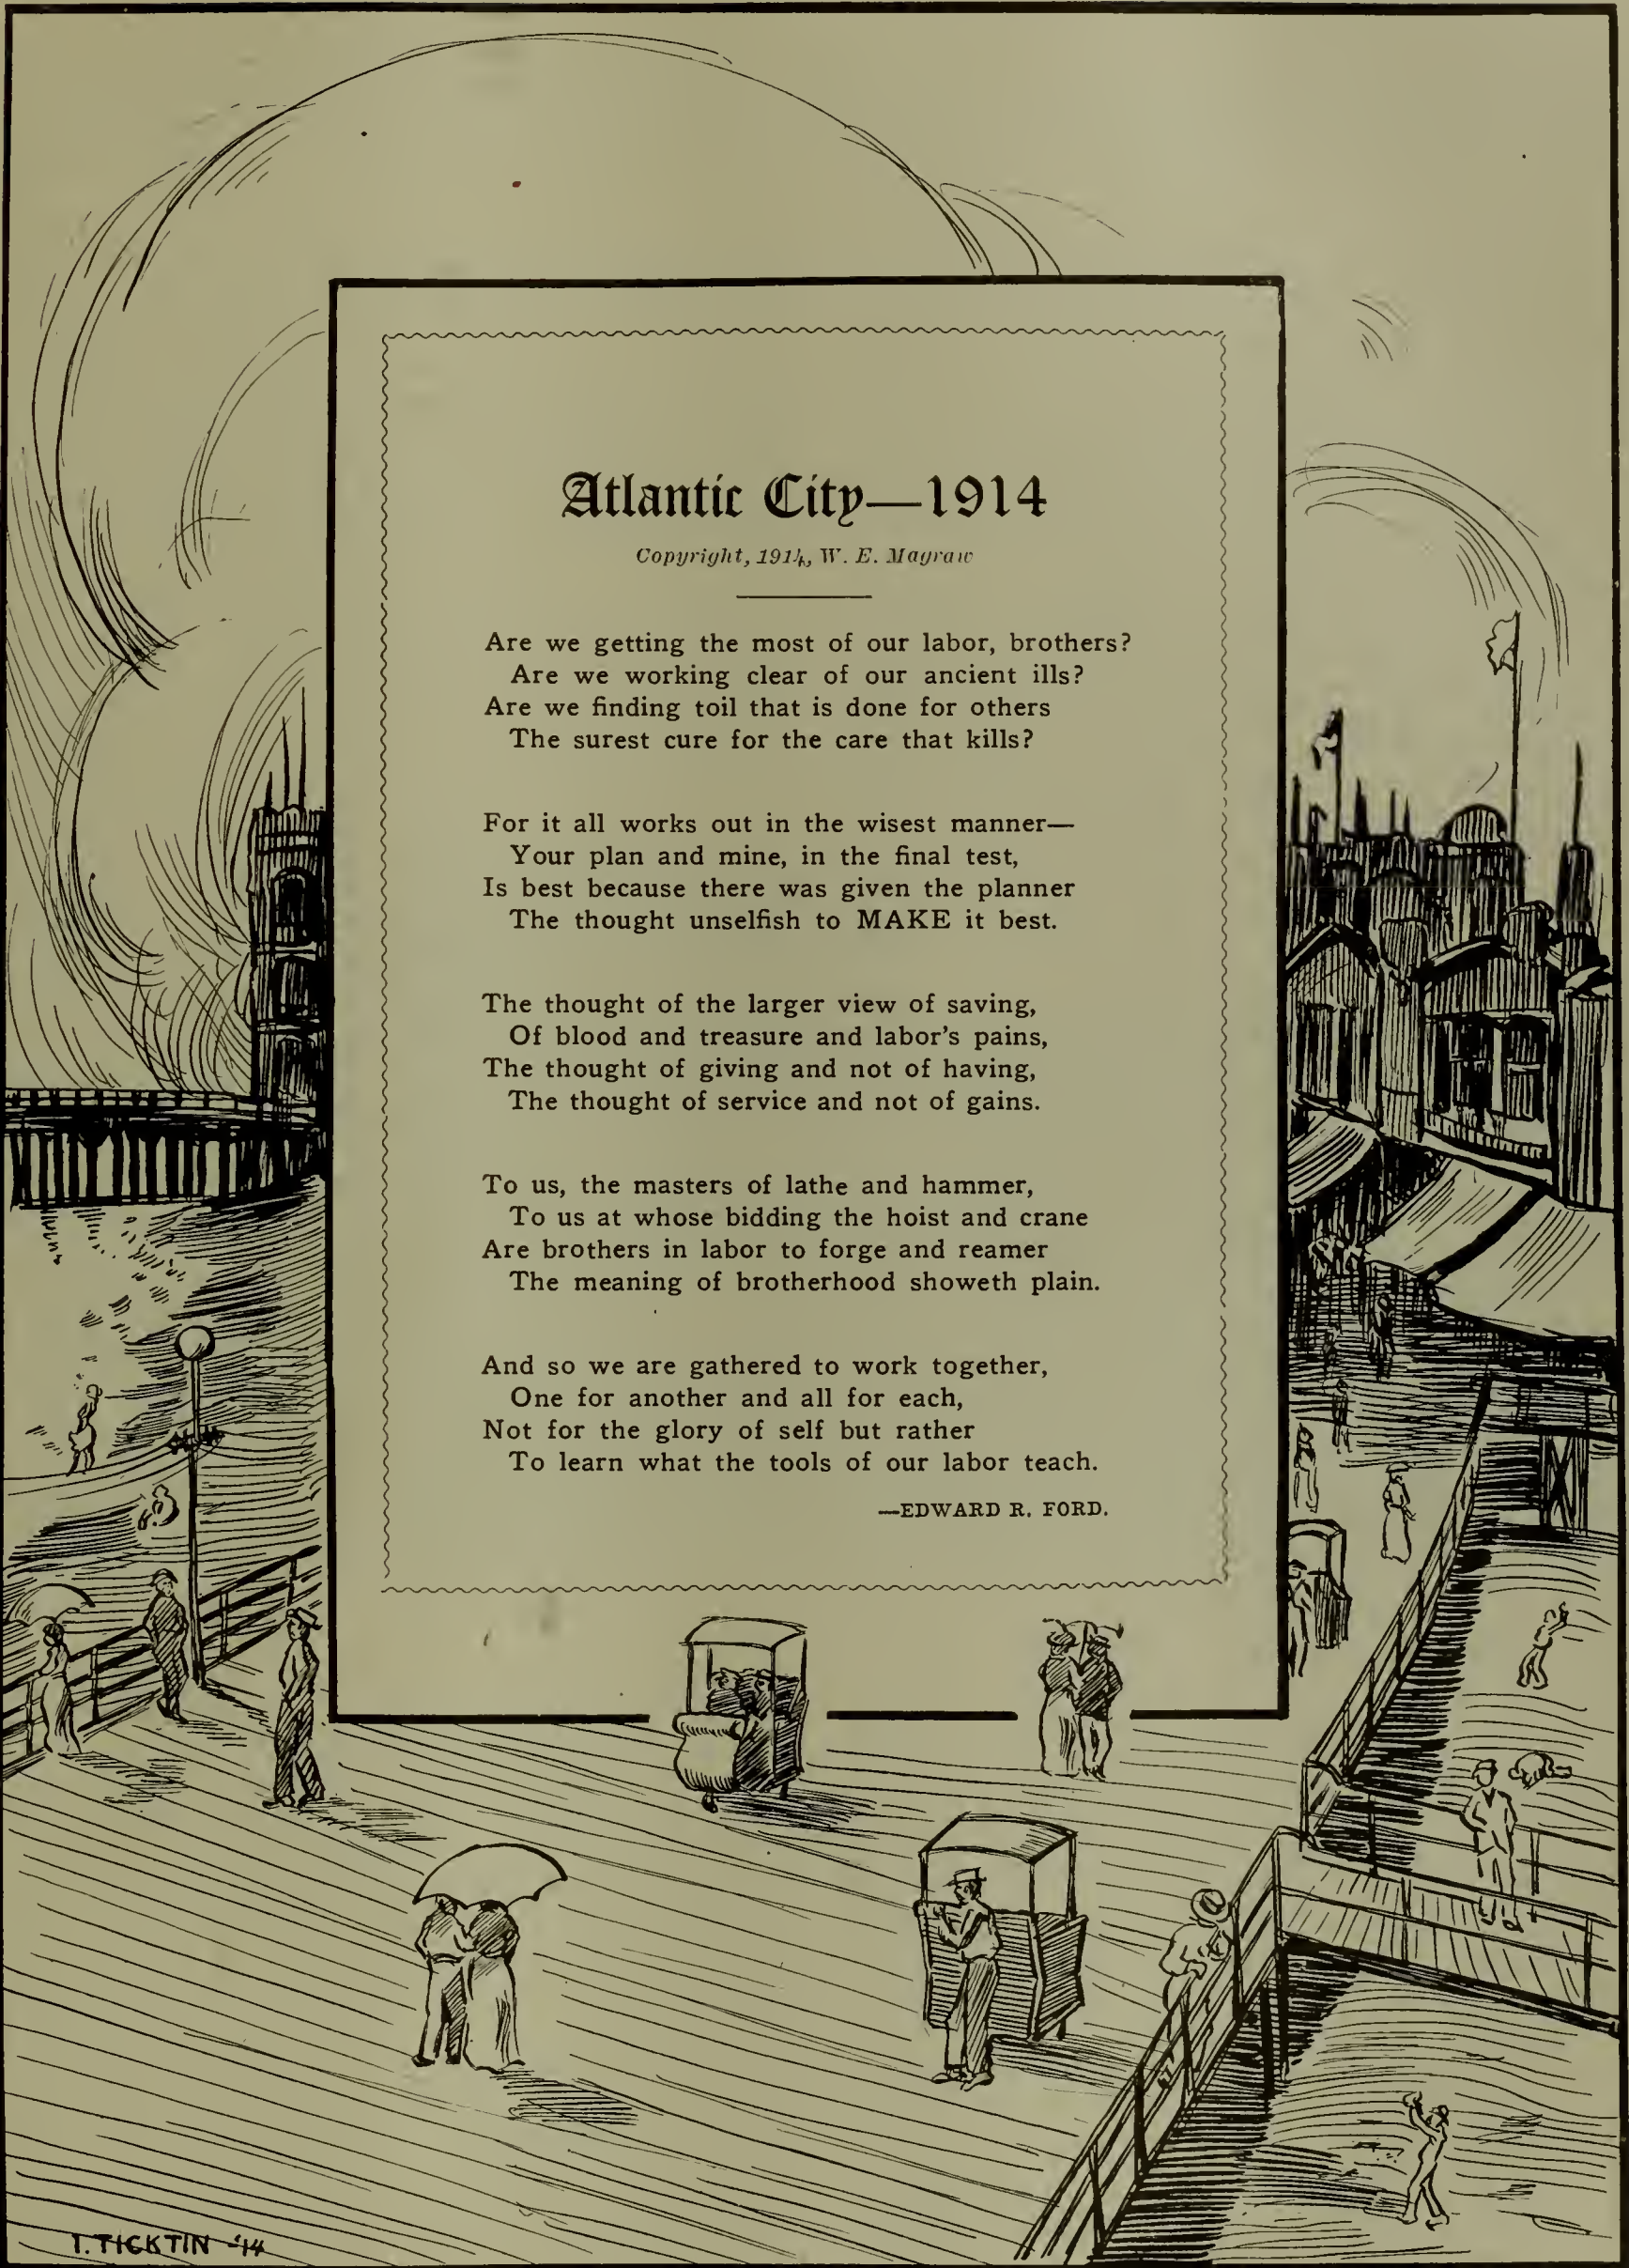 Atlantic City—1914
Copyright, 1914, W. E. Magraw
Are we getting the most of our labor, brothers?
Are we working clear of our ancient ills?
Are we finding toil that is done for others
The surest cure for the care that kills?
For it all works out in the wisest manner—
Your plan and mine, in the final test,
Is best because there was given the planner
The thought unselfish to MAKE it best.
The thought of the larger view of saving,
Of blood and treasure and labor's pains,
The thought of giving and not of having,
The thought of service and not of gains.
To us, the masters of lathe and hammer,
To us at whose bidding the hoist and crane
Are brothers in labor to forge and reamer
The meaning of brotherhood showeth plain.
And so we are gathered to work together,
One for another and all for each,
Not for the glory of self but rather
To learn what the tools of our labor teach.
—EDWARD R. FORD.
I. TICKTIN -'14